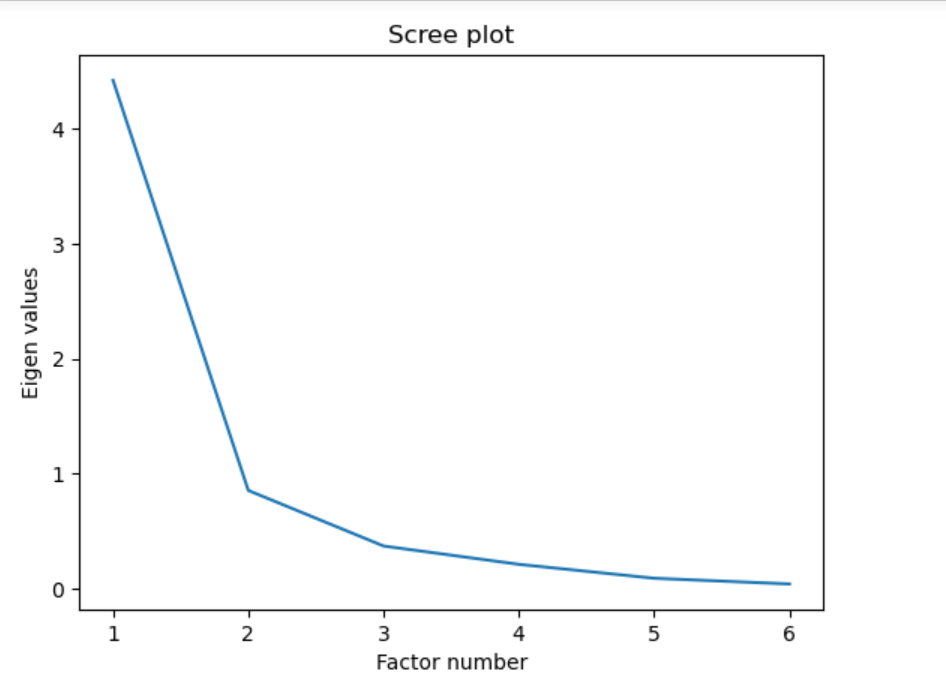 Scree plot
4
3
2
1
0
Eigen values
1 2 3 4 5 6
Factor number